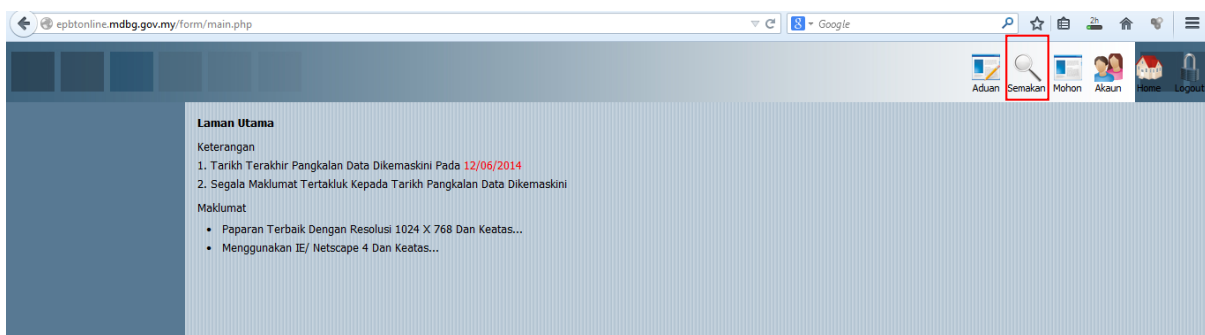 epbtonline.mdbg.gov.my/form/main.php
Google
2h
Aduan Semakan Mohon Akaun Home Logout
Laman Utama
Keterangan
1. Tarikh Terakhir Pangkalan Data Dikemaskini Pada 12/06/2014
2. Segala Maklumat Tertakluk Kepada Tarikh Pangkalan Data Dikemaskini
Maklumat
• Paparan Terbaik Dengan Resolusi 1024 X 768 Dan Keatas...
• Menggunakan IE/ Netscape 4 Dan Keatas...